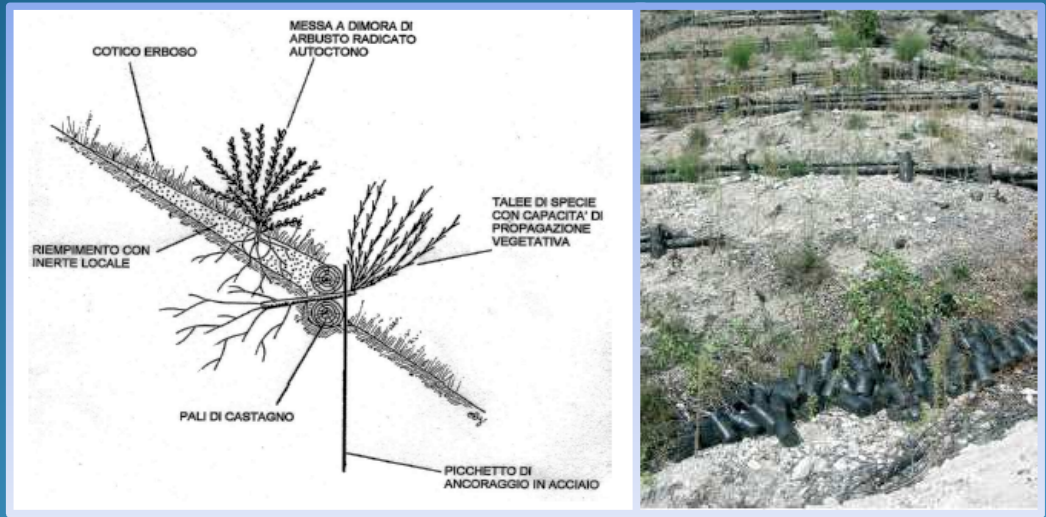 MESSA A DIMORA DI
ARBUSTO RADICATO
AUTOCTONO
COTICO ERBOSO
TALEE DI SPECIE
CON CAPACITA' DI
PROPAGAZIONE
VEGETATIVA
RIEMPIMENTO CON
INERTE LOCALE
PALI DI CASTAGNO
PICCHETTO DI
ANCORAGGIO IN ACCIAIO